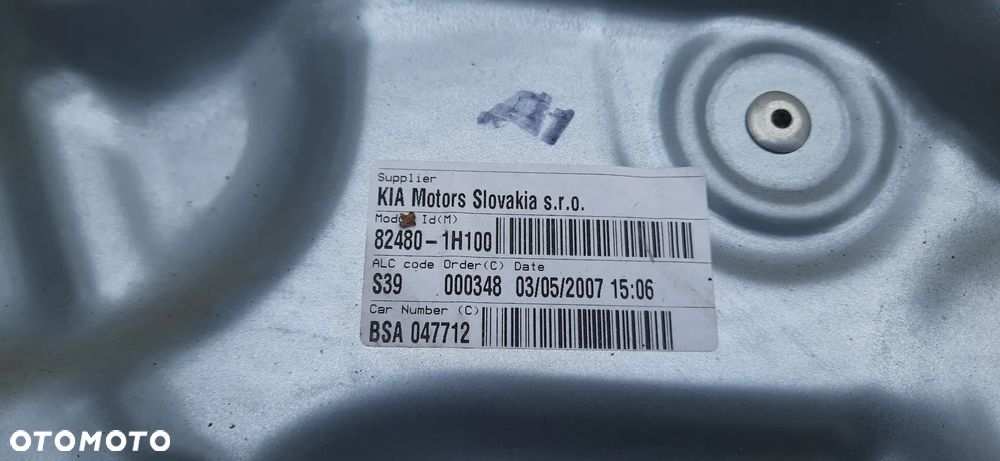 Supplier
KIA Motors Slovakia s.r.o.
Model Id(M)
82480-1H100
ALC code Order(C) Date
S39 000348 03/05/2007 15:06
Car Number (C)
BSA 047712
OTOMOTO